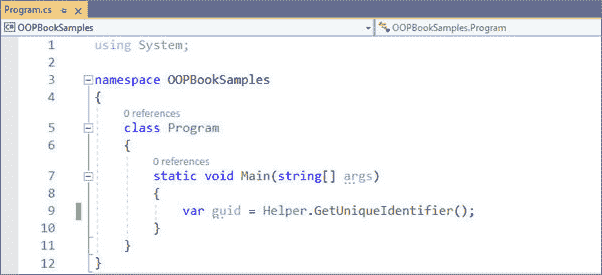 Program.cs
OOPBookSamples OOPBookSamples.Program
1 using System;
2
3 namespace OOPBookSamples
4 {
0 references
5 class Program
6 {
0 references
7 static void Main(string[] args)
8 {
9 var guid = Helper.GetUniqueIdentifier();
10 }
11 }
12 }